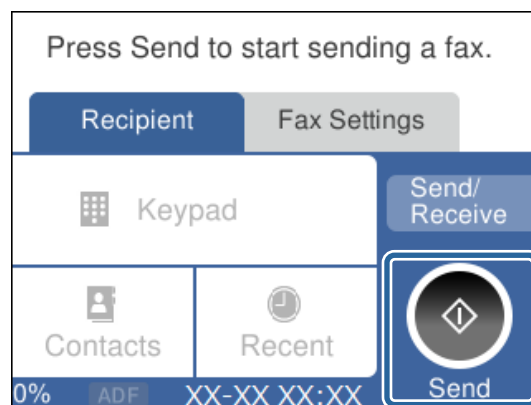 Press Send to start sending a fax.
Recipient
Fax Settings
Keypad
Send/
Receive
Contacts
Recent
Send
0%
ADF
XX-XX XX:XX